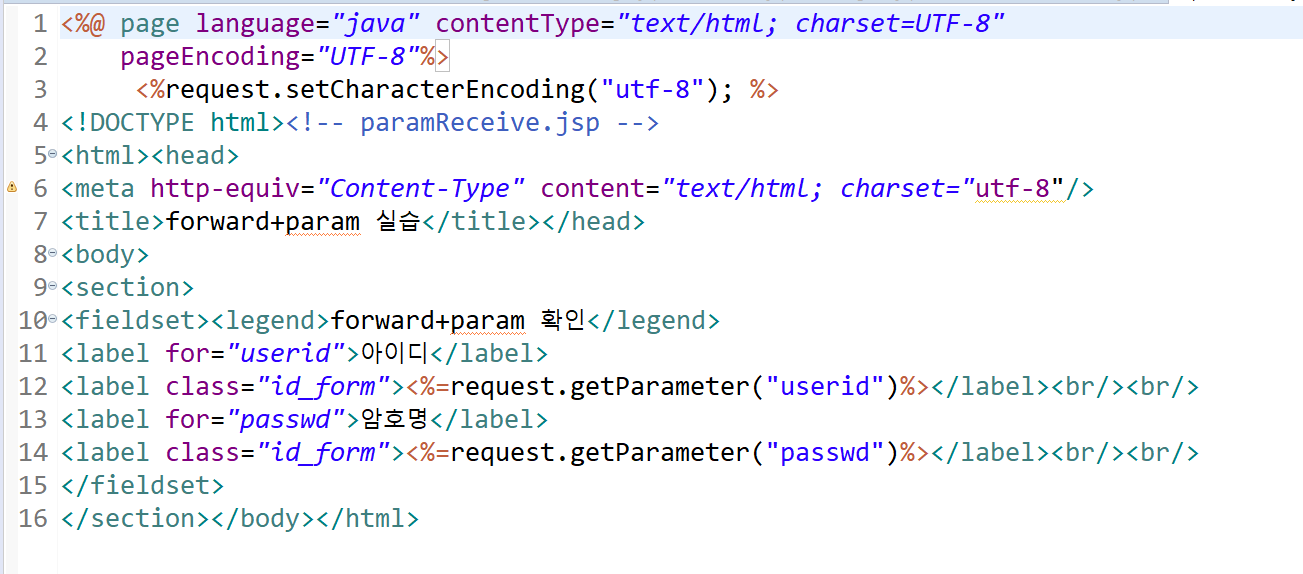 1 <%@ page language="java" contentType="text/html; charset=UTF-8"
2     pageEncoding="UTF-8"%>
3      <%request.setCharacterEncoding("utf-8"); %>
4 <!DOCTYPE html><!-- paramReceive.jsp -->
5 <html><head>
6 <meta http-equiv="Content-Type" content="text/html; charset="utf-8"/>
7 <title>forward+param 실습</title></head>
8 <body>
9 <section>
10 <fieldset><legend>forward+param 확인</legend>
11 <label for="userid">아이디</label>
12 <label class="id_form"><%=request.getParameter("userid")%></label><br/><br/>
13 <label for="passwd">암호명</label>
14 <label class="id_form"><%=request.getParameter("passwd")%></label><br/><br/>
15 </fieldset>
16 </section></body></html>